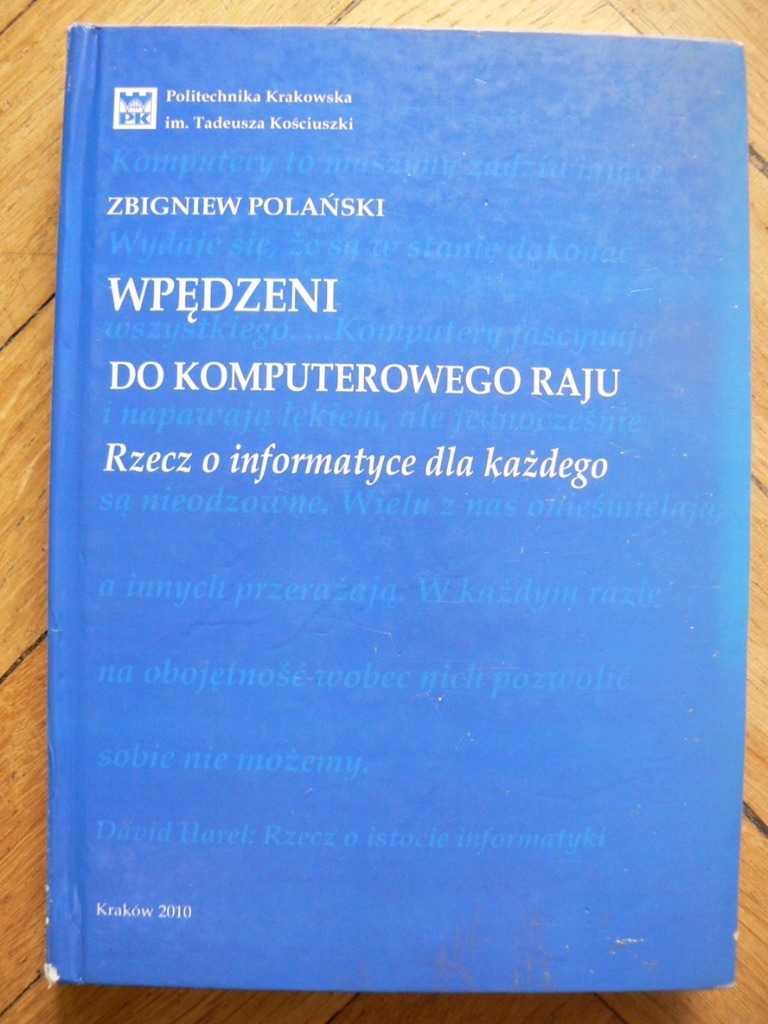 PK
Politechnika Krakowska
im. Tadeusza Kościuszki
Komputery to maszyny zadziwiające.
ZBIGNIEW POLAŃSKI
Wydaje się, że są w stanie dokonać
WPĘDZENI
wszystkiego. ...Komputery fascynują
DO KOMPUTEROWEGO RAJU
i napawają lękiem, ale jednocześnie
Rzecz o informatyce dla każdego
są nieodzowne. Wielu z nas onieśmielają,
a innych przerażają. W każdym razie
na obojętność wobec nich pozwolić
sobie nie możemy.
David Harel: Rzecz o istocie informatyki
Kraków 2010